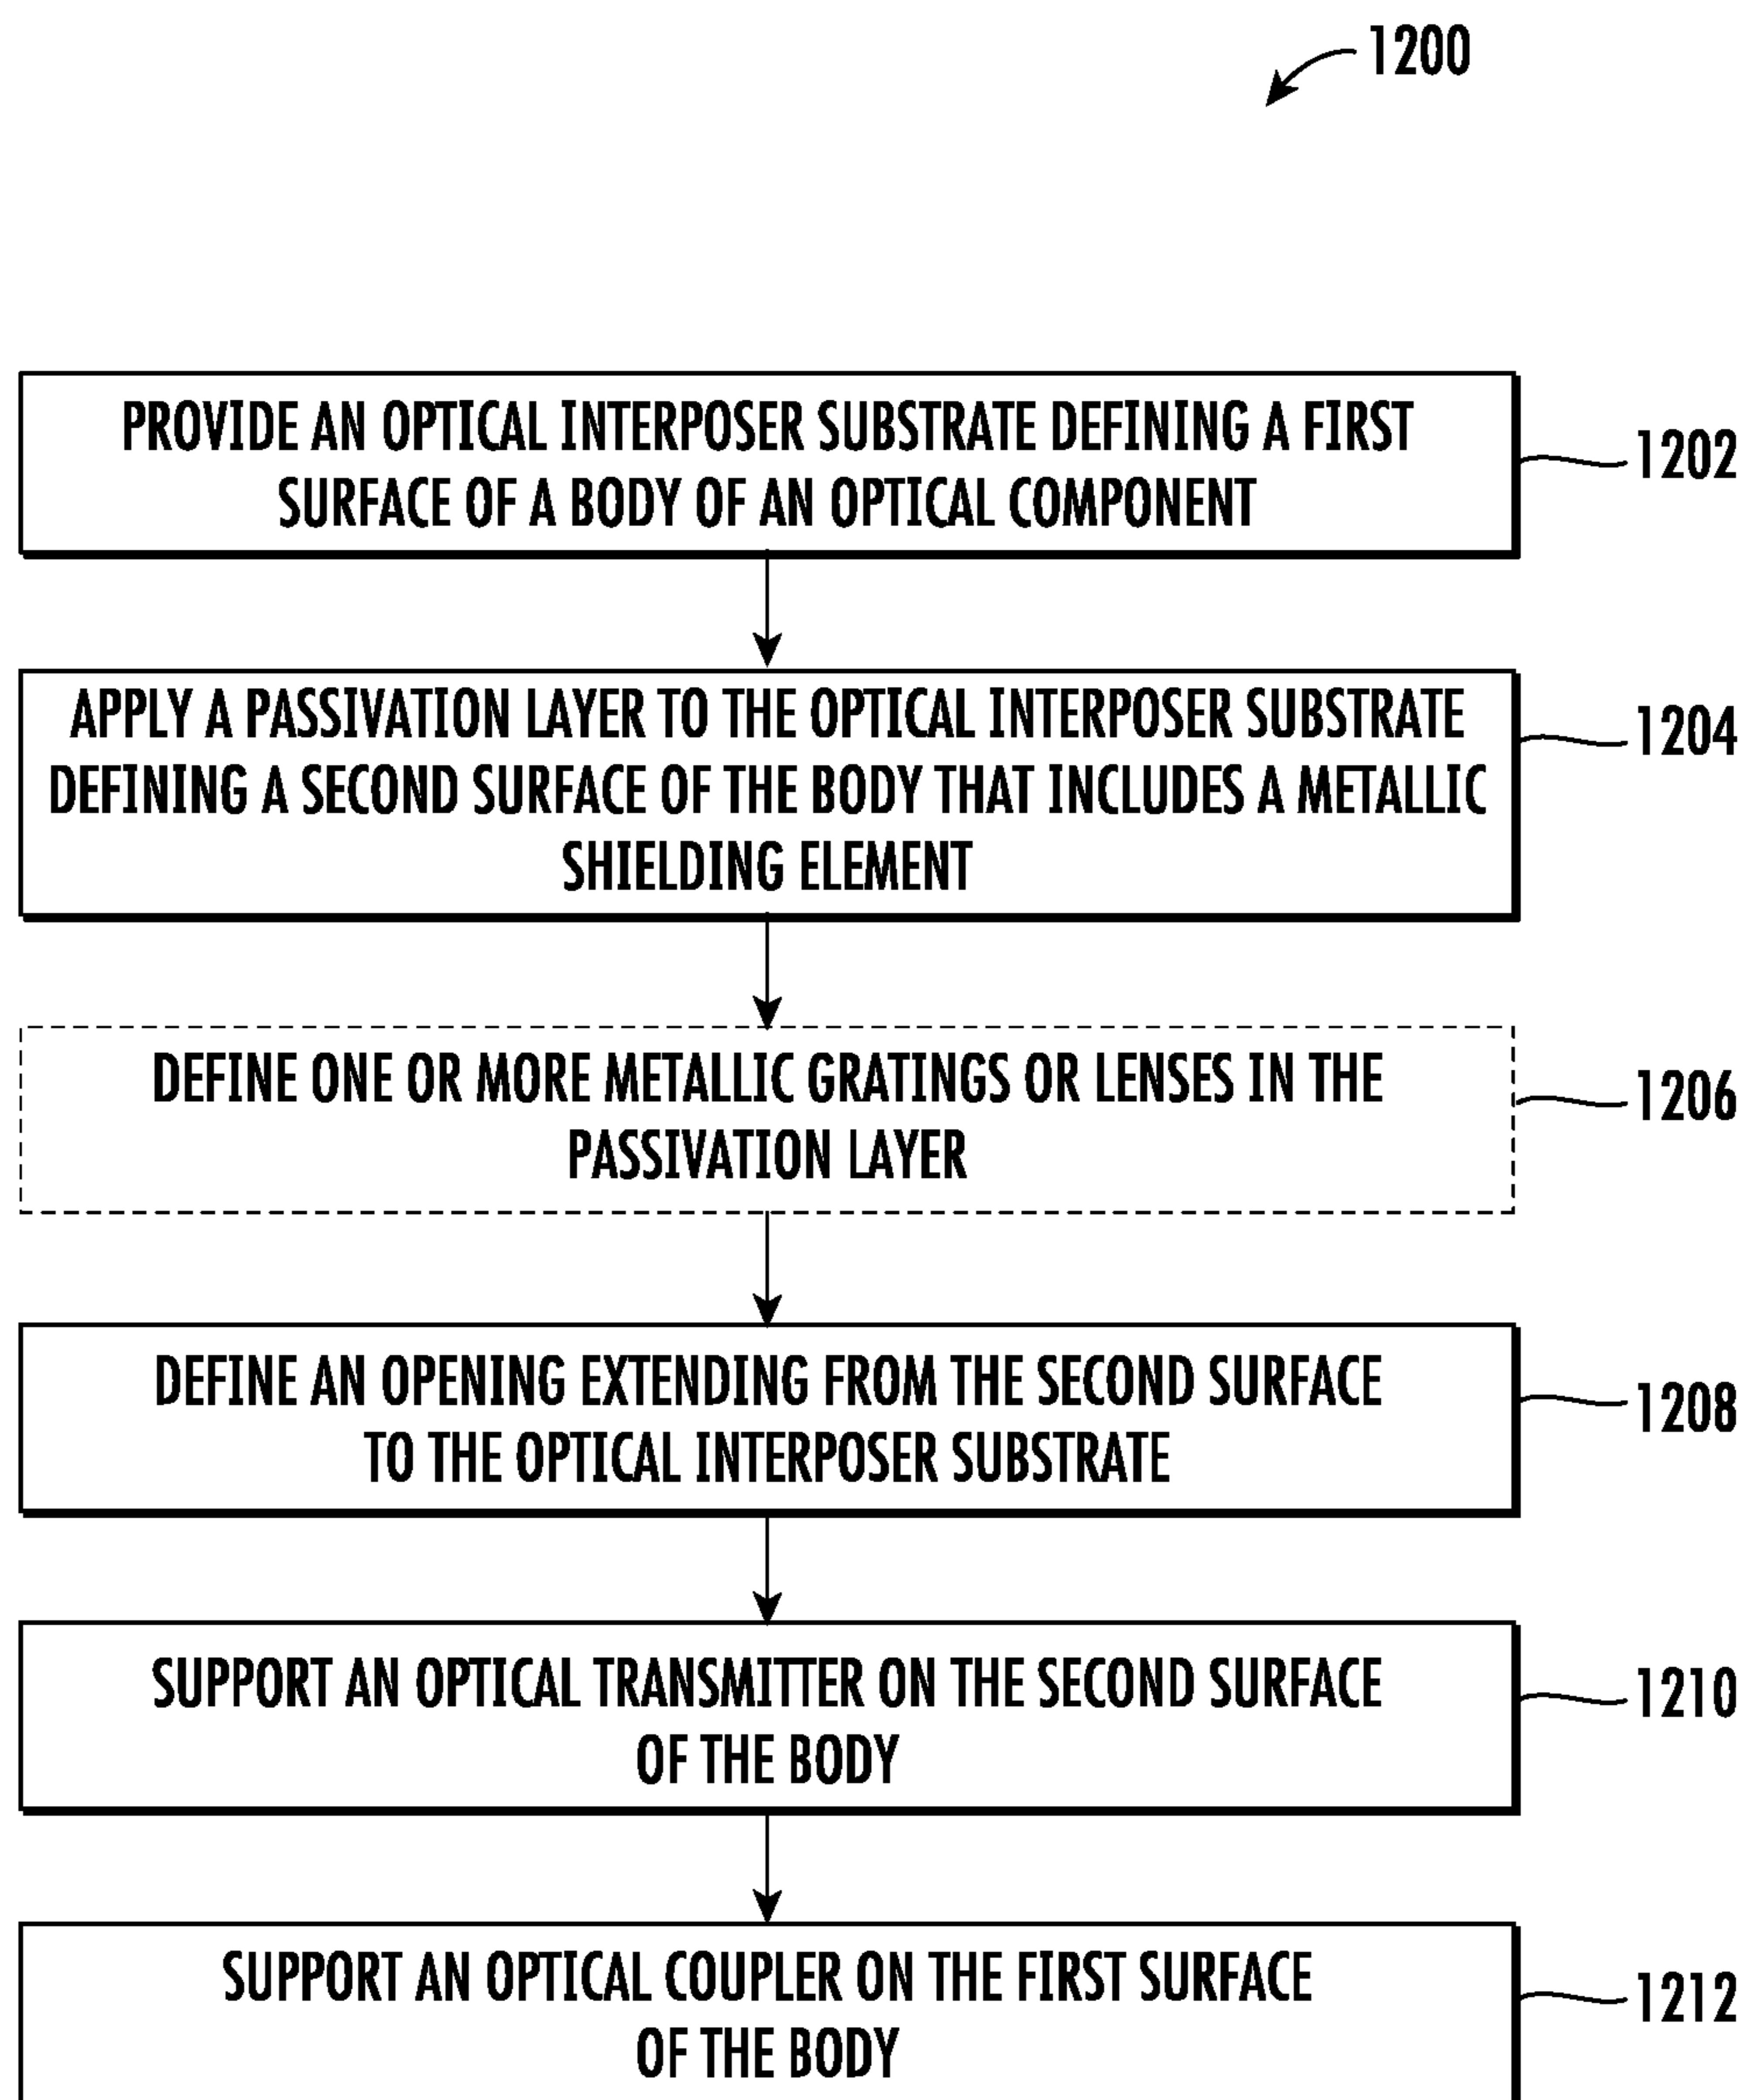 1200
PROVIDE AN OPTICAL INTERPOSER SUBSTRATE DEFINING A FIRST
SURFACE OF A BODY OF AN OPTICAL COMPONENT
1202
APPLY A PASSIVATION LAYER TO THE OPTICAL INTERPOSER SUBSTRATE
DEFINING A SECOND SURFACE OF THE BODY THAT INCLUDES A METALLIC
SHIELDING ELEMENT
1204
DEFINE ONE OR MORE METALLIC GRATINGS OR LENSES IN THE
PASSIVATION LAYER
1206
DEFINE AN OPENING EXTENDING FROM THE SECOND SURFACE
TO THE OPTICAL INTERPOSER SUBSTRATE
1208
SUPPORT AN OPTICAL TRANSMITTER ON THE SECOND SURFACE
OF THE BODY
1210
SUPPORT AN OPTICAL COUPLER ON THE FIRST SURFACE
OF THE BODY
1212